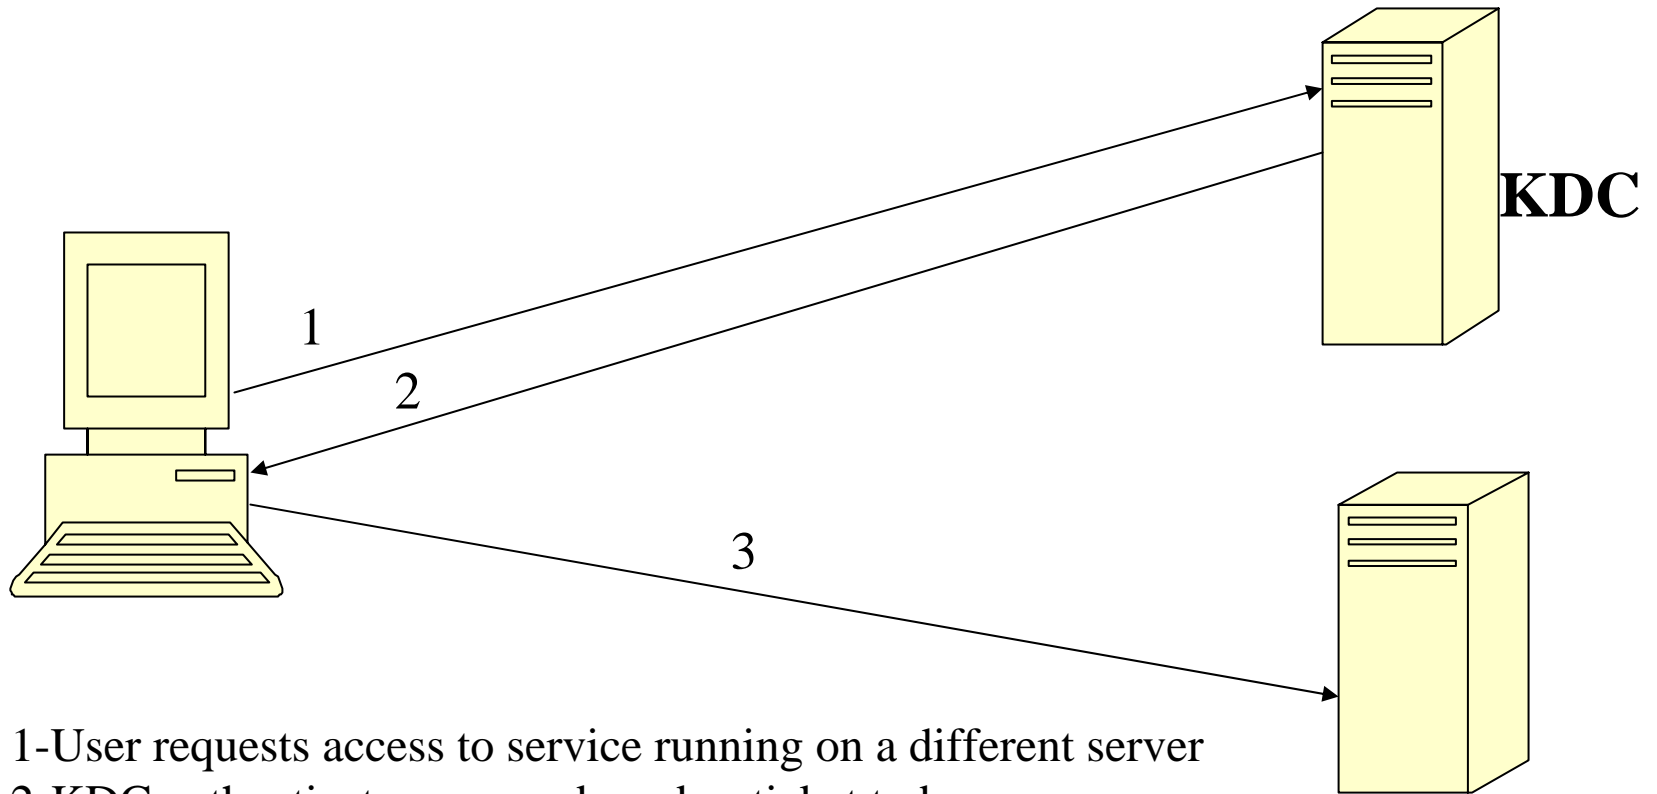 KDC
1
2
3
1-User requests access to service running on a different server